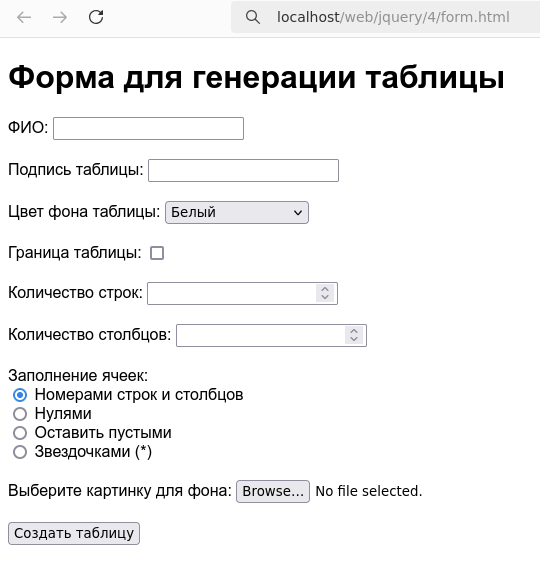 localhost/web/jquery/4/form.html
Форма для генерации таблицы
ФИО:
Подпись таблицы:
Цвет фона таблицы: Белый
Граница таблицы:
Количество строк:
Количество столбцов:
Заполнение ячеек:
Номерами строк и столбцов
Нулями
Оставить пустыми
Звездочками (*)
Выберите картинку для фона: Browse... No file selected.
Создать таблицу